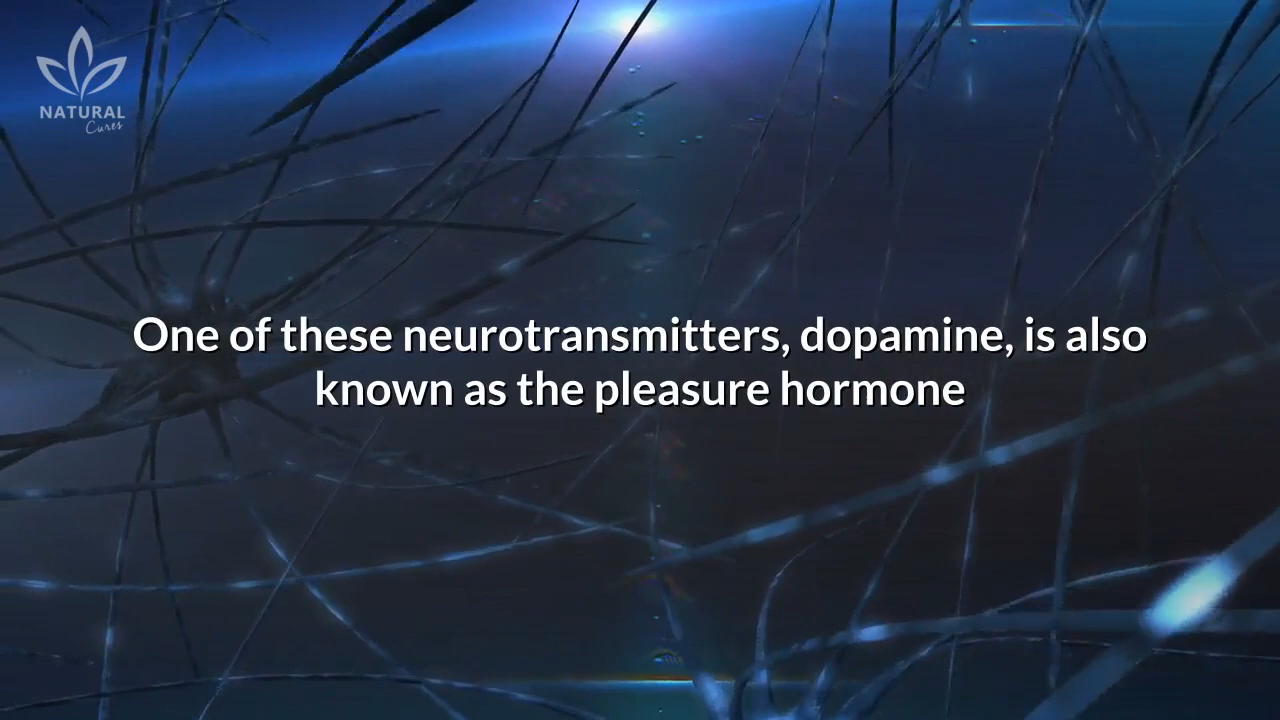 NATURAL
Cures
One of these neurotransmitters, dopamine, is also
known as the pleasure hormone